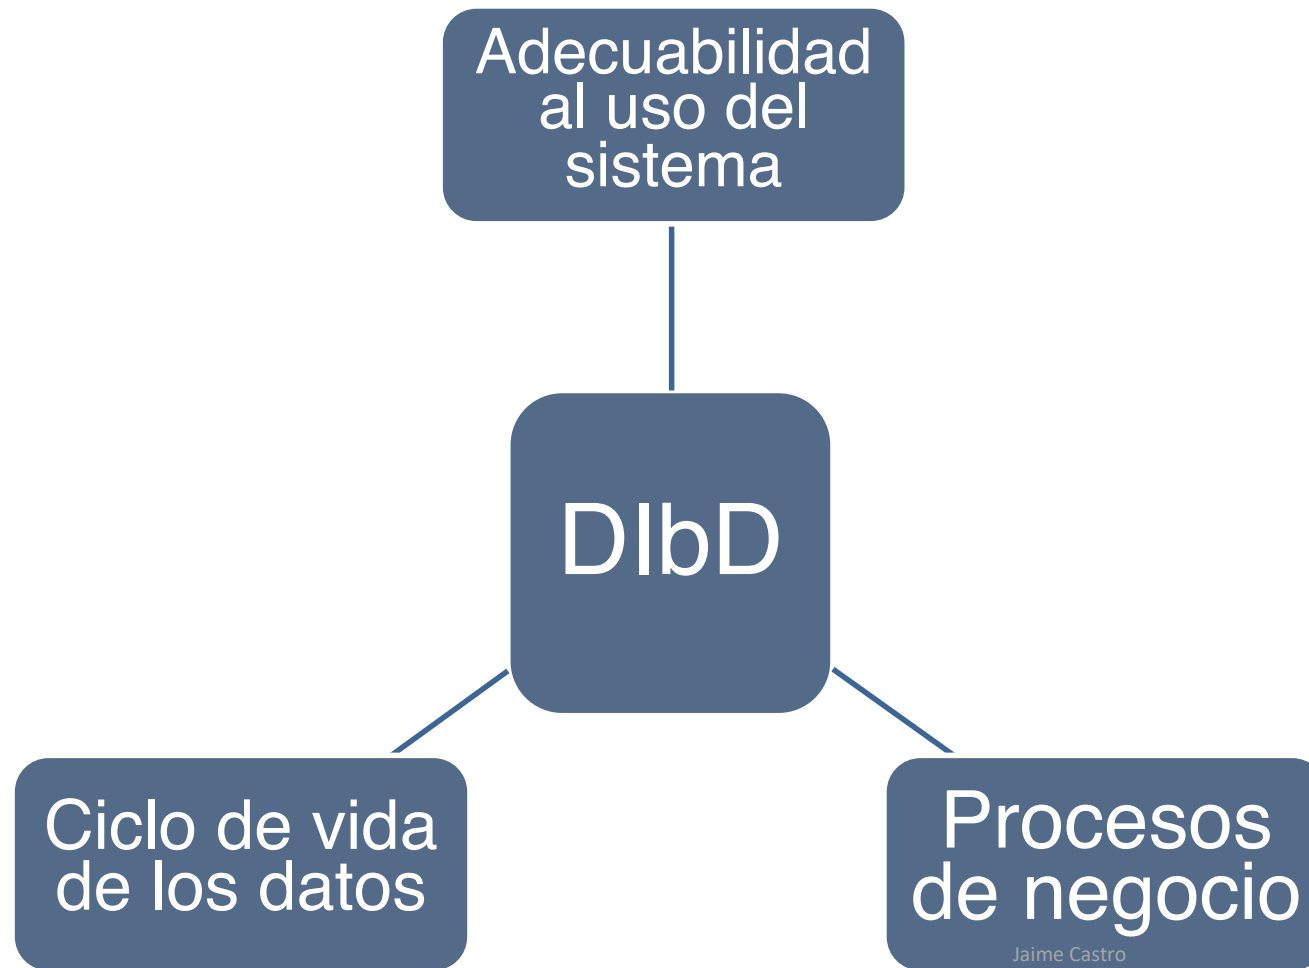 Adecuabilidad
al uso del
sistema
DIbD
Ciclo de vida
de los datos
Procesos
de negocio
Jaime Castro